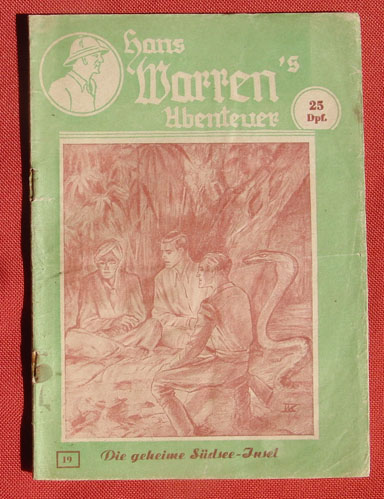 Hans
Warren's
Abenteuer
25
Dpf.
19
Die geheime Südsee-Insel